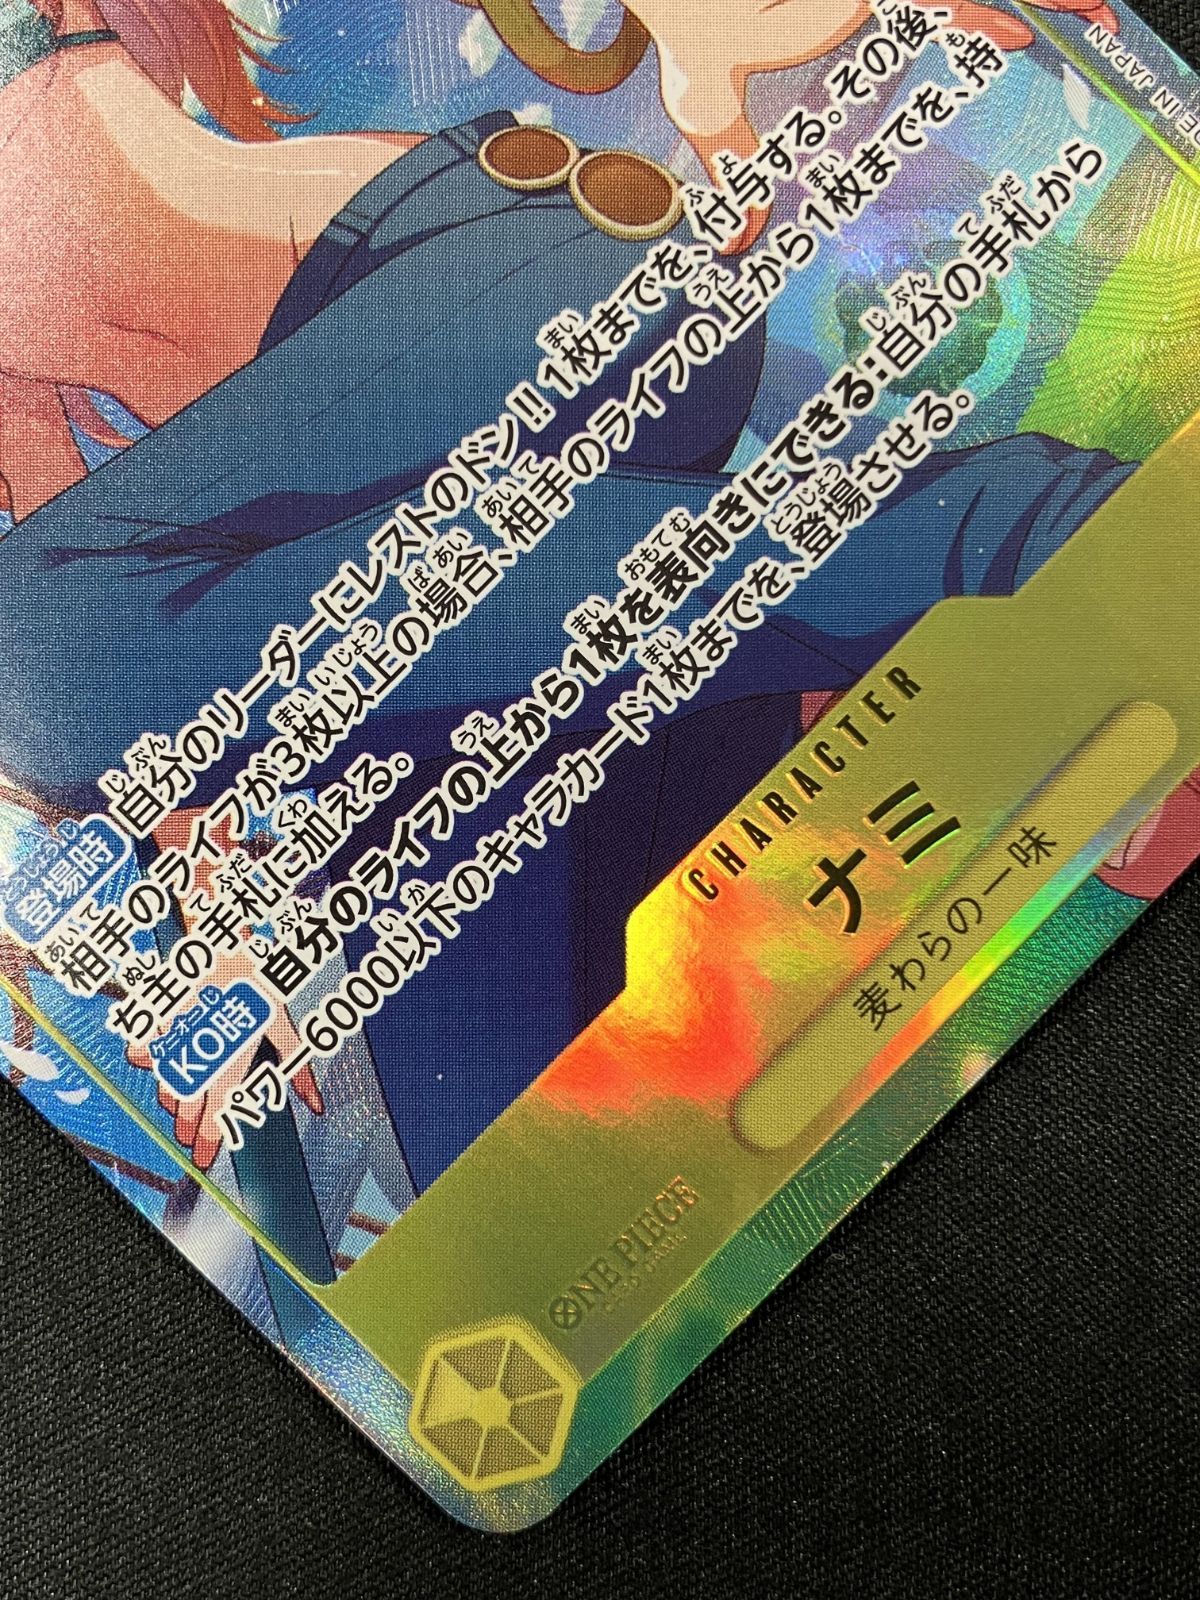 登場時 自分のリーダーにレストのドン!!1枚までを、付与する。その後、
相手のライフが3枚以上の場合、相手のライフの上から1枚までを、持
ち主の手札に加える。
KO時 自分のライフの上から1枚を表向きにできる:自分の手札から
パワー6000以下のキャラカード1枚までを、登場させる。
CHARACTER
ナミ
麦わらの一味
ONE PIECE
CARD GAME
IN JAPAN